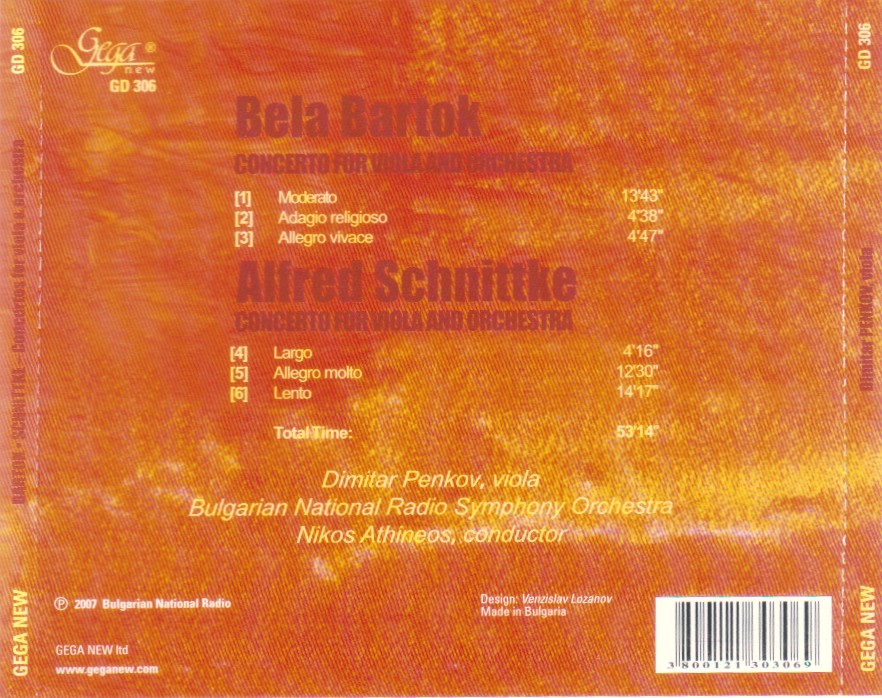 GD 306
Gega ®
new
GD 306
Bela Bartok
CONCERTO FOR VIOLA AND ORCHESTRA
[1] Moderato 13'43"
[2] Adagio religioso 4'38"
[3] Allegro vivace 4'47"
Alfred Schnittke
CONCERTO FOR VIOLA AND ORCHESTRA
[4] Largo 4'16"
[5] Allegro molto 12'30"
[6] Lento 14'17"
Total Time: 53'14"
Dimitar Penkov, viola
Bulgarian National Radio Symphony Orchestra
Nikos Athineos, conductor
℗ 2007 Bulgarian National Radio
Design: Venzislav Lozanov
Made in Bulgaria
GEGA NEW ltd
www.geganew.com
3 800121 303069
BARTOK - SCHNITTKE - Concertos for viola & orchestra
GEGA NEW
GD 306
Dimitar PENKOV, viola
GEGA NEW